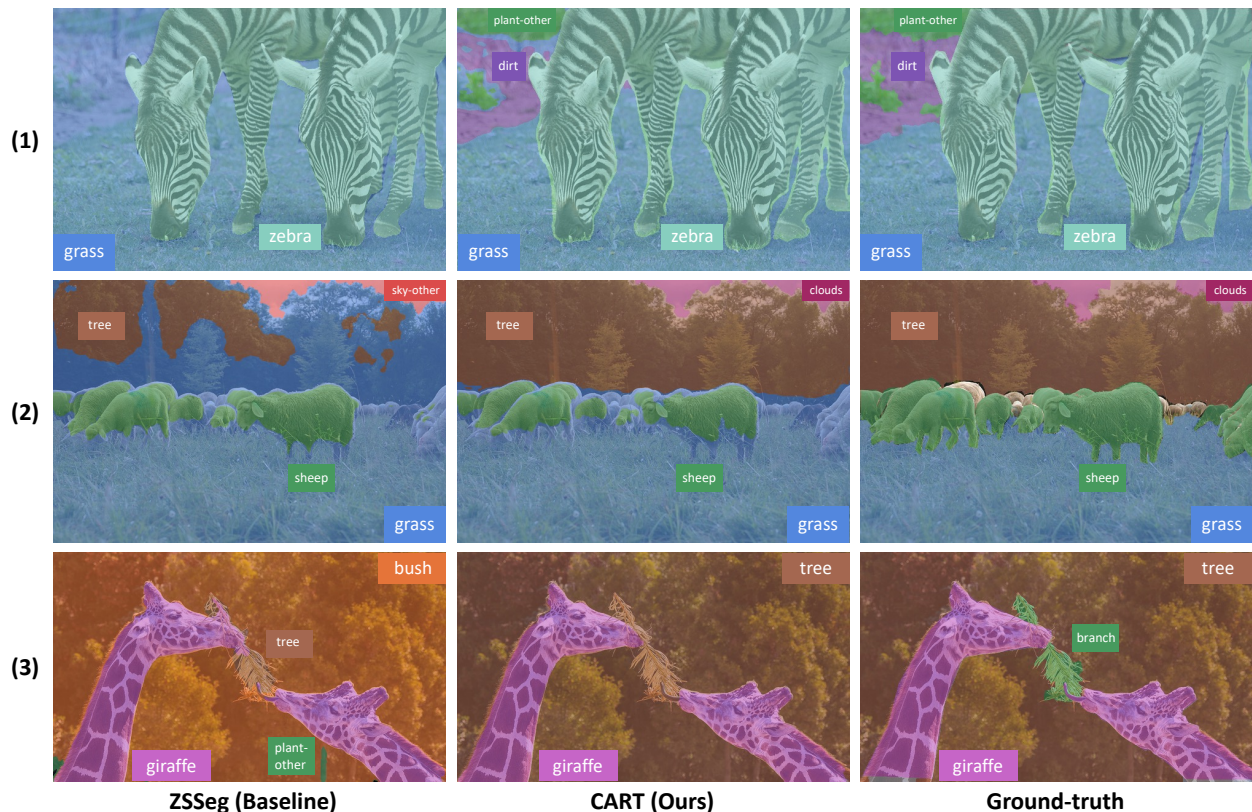 plant-other
plant-other
dirt
dirt
(1)
zebra
zebra
zebra
grass
grass
grass
sky-other
clouds
clouds
tree
tree
tree
(2)
sheep
sheep
sheep
grass
grass
grass
bush
tree
tree
tree
branch
(3)
plant-
other
giraffe
giraffe
giraffe
ZSSeg (Baseline)
CART (Ours)
Ground-truth